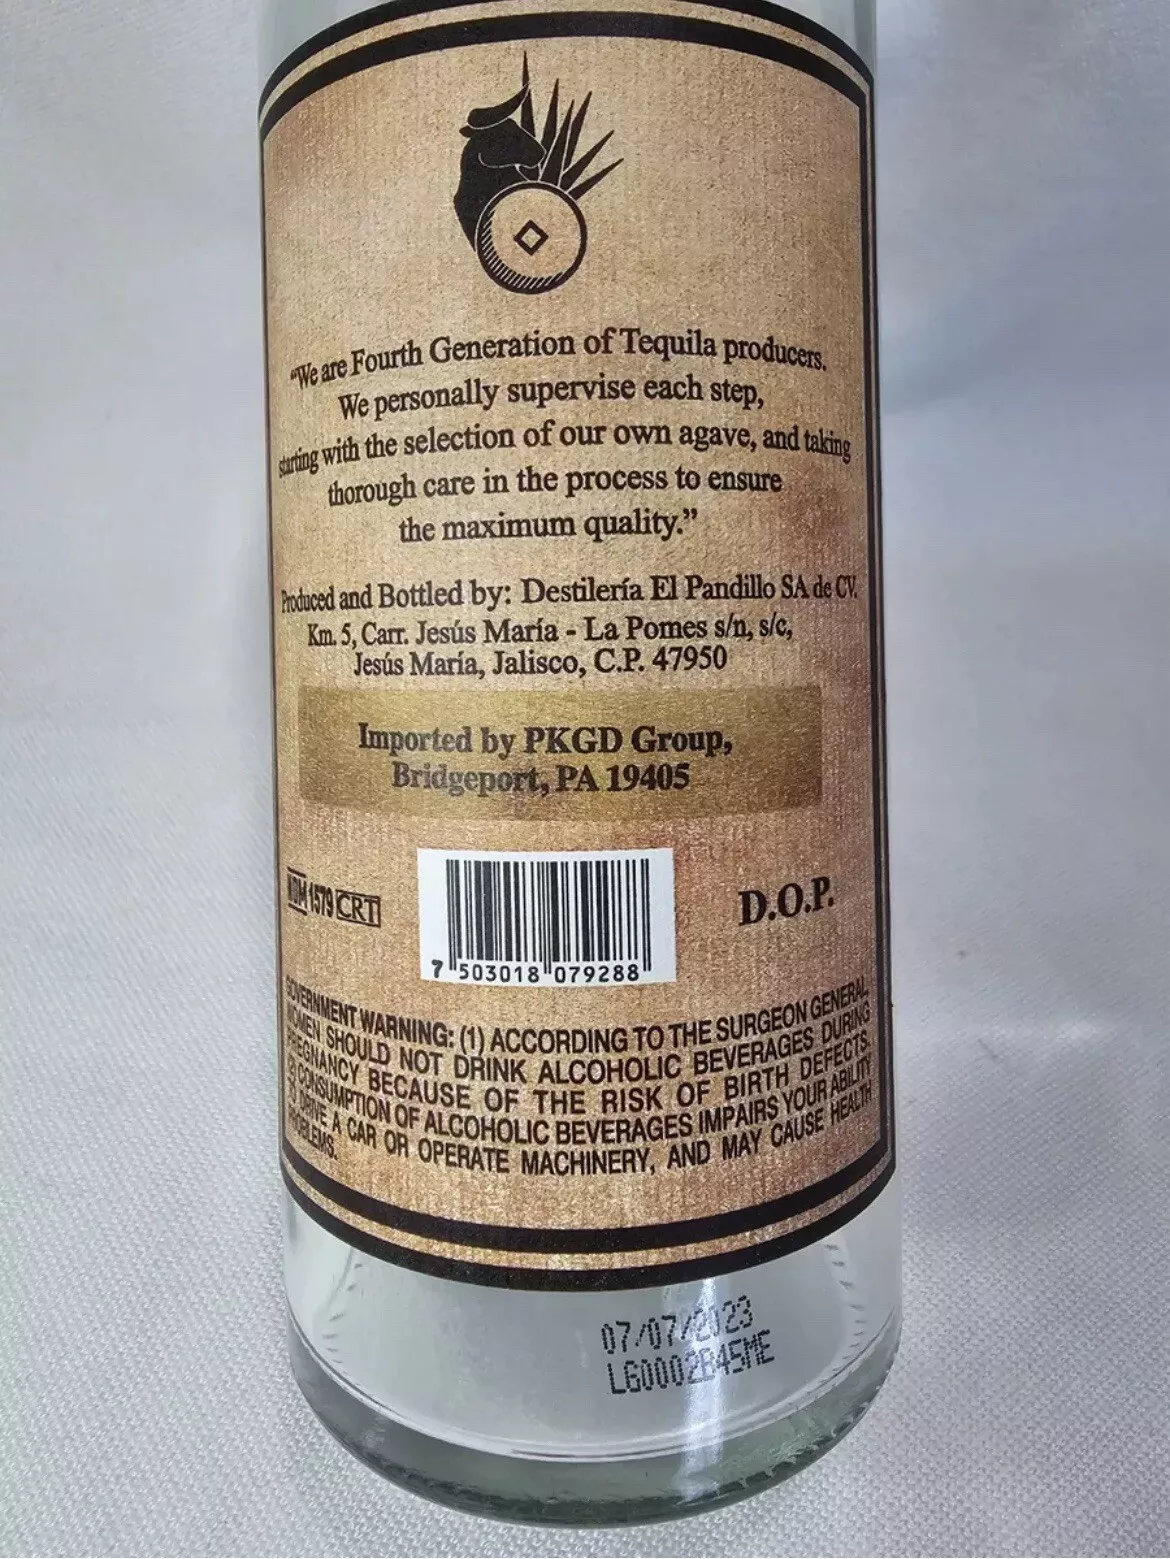 “We are Fourth Generation of Tequila producers.
We personally supervise each step,
starting with the selection of our own agave, and taking
thorough care in the process to ensure
the maximum quality.”
Produced and Bottled by: Destilería El Pandillo SA de CV.
Km. 5, Carr. Jesús María - La Pomes s/n, s/c,
Jesús María, Jalisco, C.P. 47950
Imported by PKGD Group,
Bridgeport, PA 19405
NOM 1579 CRT
D.O.P.
7 503018 079288
GOVERNMENT WARNING: (1) ACCORDING TO THE SURGEON GENERAL,
WOMEN SHOULD NOT DRINK ALCOHOLIC BEVERAGES DURING
PREGNANCY BECAUSE OF THE RISK OF BIRTH DEFECTS.
(2) CONSUMPTION OF ALCOHOLIC BEVERAGES IMPAIRS YOUR ABILITY
TO DRIVE A CAR OR OPERATE MACHINERY, AND MAY CAUSE HEALTH
PROBLEMS.
07/07/2023
LG0002B45ME